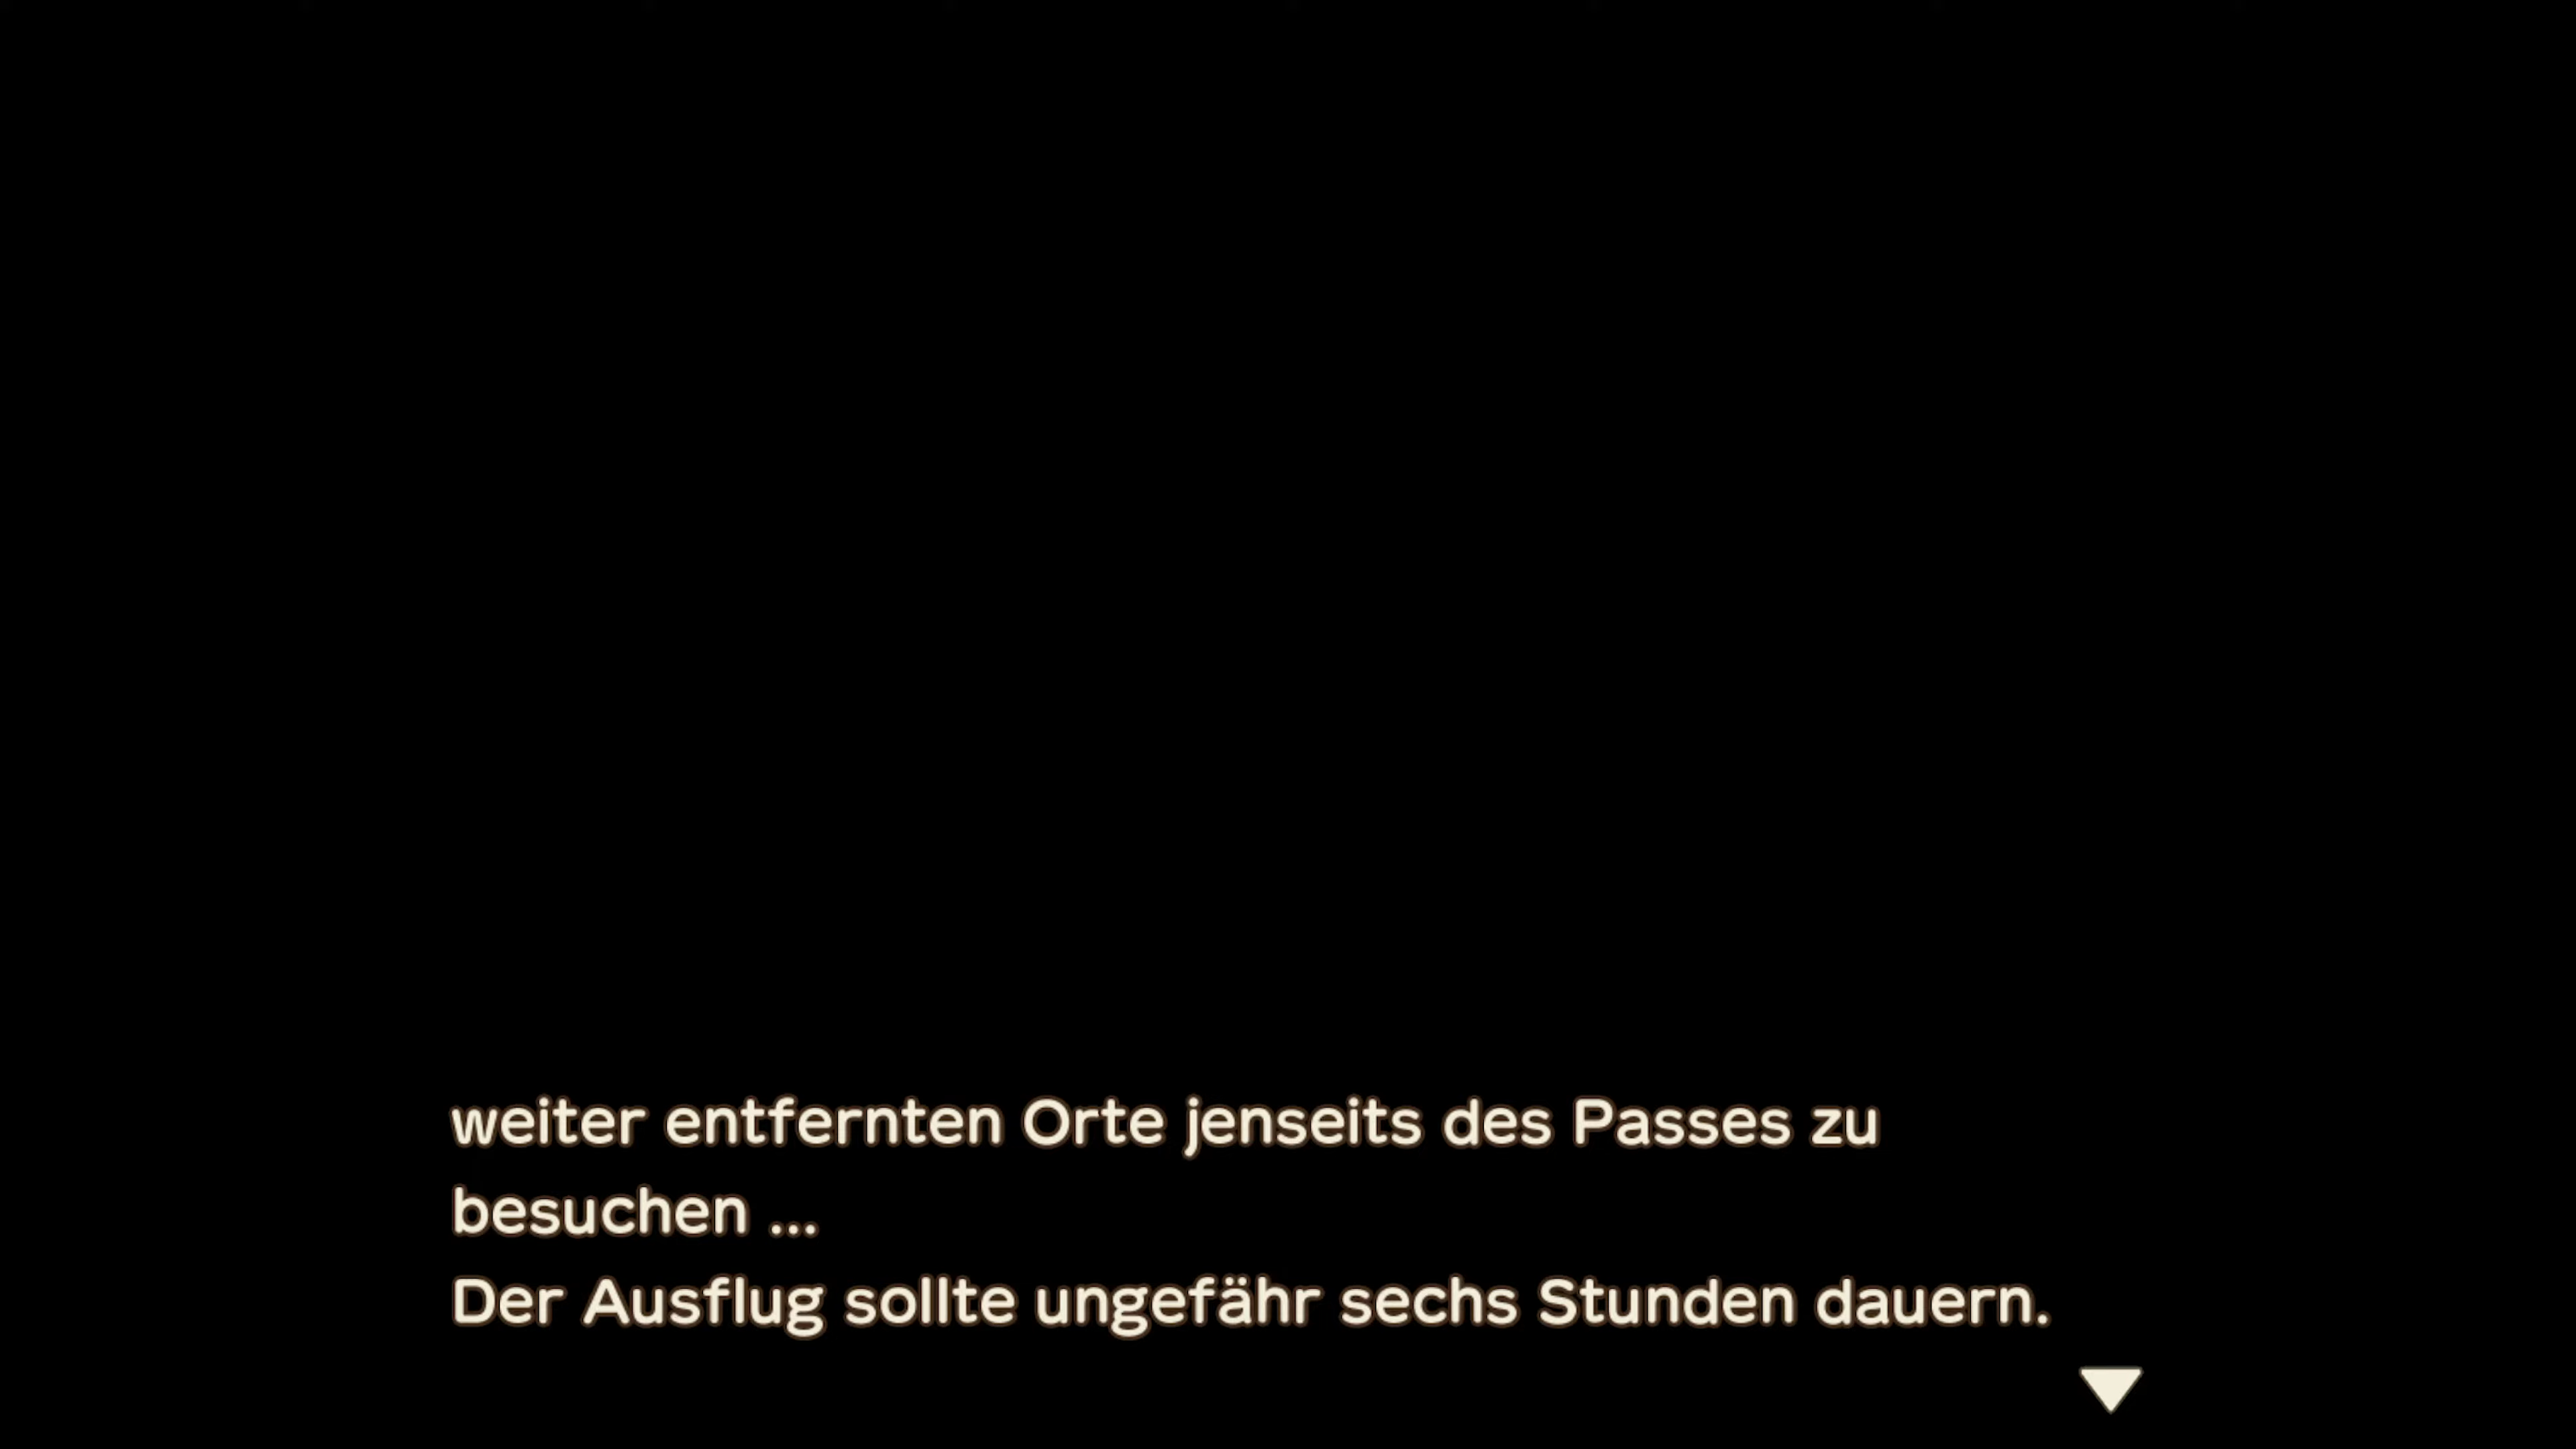 weiter entfernten Orte jenseits des Passes zu
besuchen ...
Der Ausflug sollte ungefähr sechs Stunden dauern.